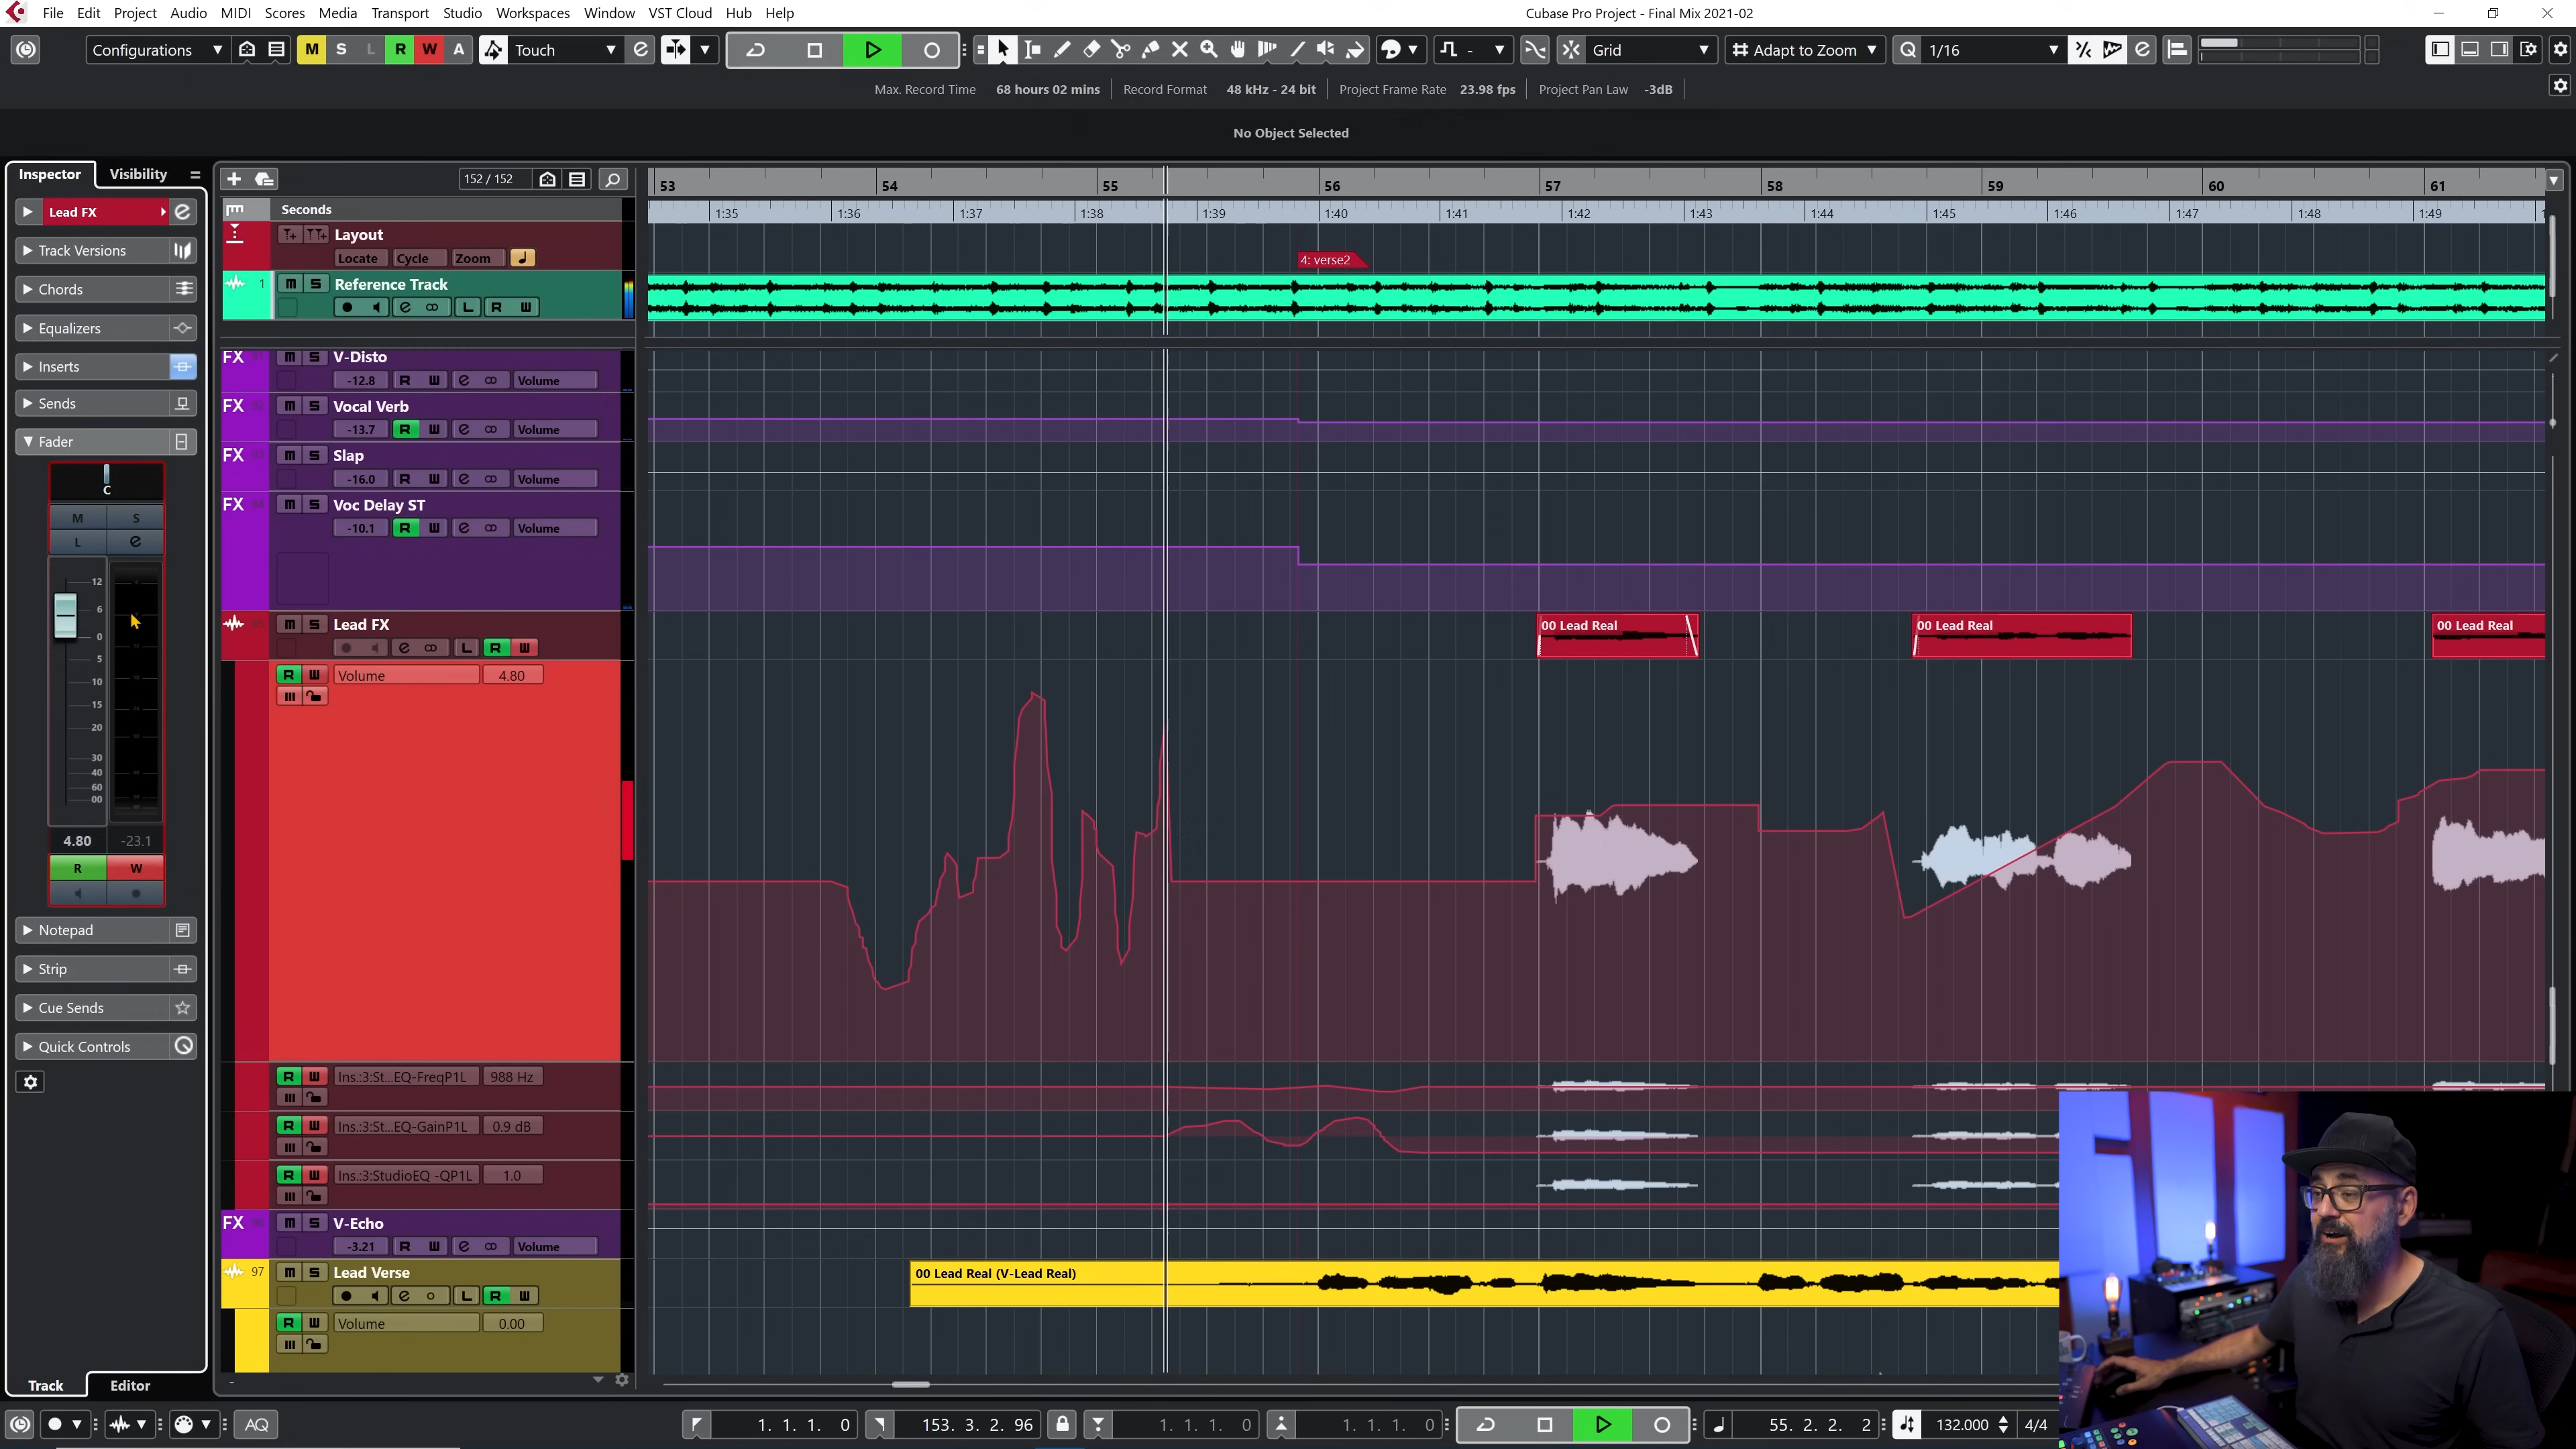 File Edit Project Audio MIDI Scores Media Transport Studio Workspaces Window VST Cloud Hub Help
Cubase Pro Project - Final Mix 2021-02
Configurations M S L R W A Touch
Grid Adapt to Zoom Q 1/16
Max. Record Time 68 hours 02 mins Record Format 48 kHz - 24 bit Project Frame Rate 23.98 fps Project Pan Law -3dB
No Object Selected
Inspector Visibility
152 / 152
53 54 55 56 57 58 59 60 61
Seconds
1:35 1:36 1:37 1:38 1:39 1:40 1:41 1:42 1:43 1:44 1:45 1:46 1:47 1:48 1:49
Lead FX
Track Versions
Chords
Equalizers
Inserts
Sends
Fader
C
M S
L e
12
6
0
5
10
15
20
30
40
60
00
4.80 -23.1
R W
Notepad
Strip
Cue Sends
Quick Controls
Track Editor
Layout
Locate Cycle Zoom
4: verse2
1 m S Reference Track
L R W
FX m S V-Disto
-12.8 R W Volume
FX m S Vocal Verb
-13.7 R W Volume
FX m S Slap
-16.0 R W Volume
FX m S Voc Delay ST
-10.1 R W Volume
m S Lead FX
L R W
00 Lead Real 00 Lead Real 00 Lead Real
R W Volume 4.80
R W Ins.:3:St...EQ-FreqP1L 988 Hz
R W Ins.:3:St...EQ-GainP1L 0.9 dB
R W Ins.:3:StudioEQ -QP1L 1.0
FX m S V-Echo
-3.21 R W Volume
97 m S Lead Verse
L R W
00 Lead Real (V-Lead Real)
R W Volume 0.00
AQ
1. 1. 1. 0 153. 3. 2. 96 1. 1. 1. 0 1. 1. 1. 0 55. 2. 2. 2 132.000 4/4